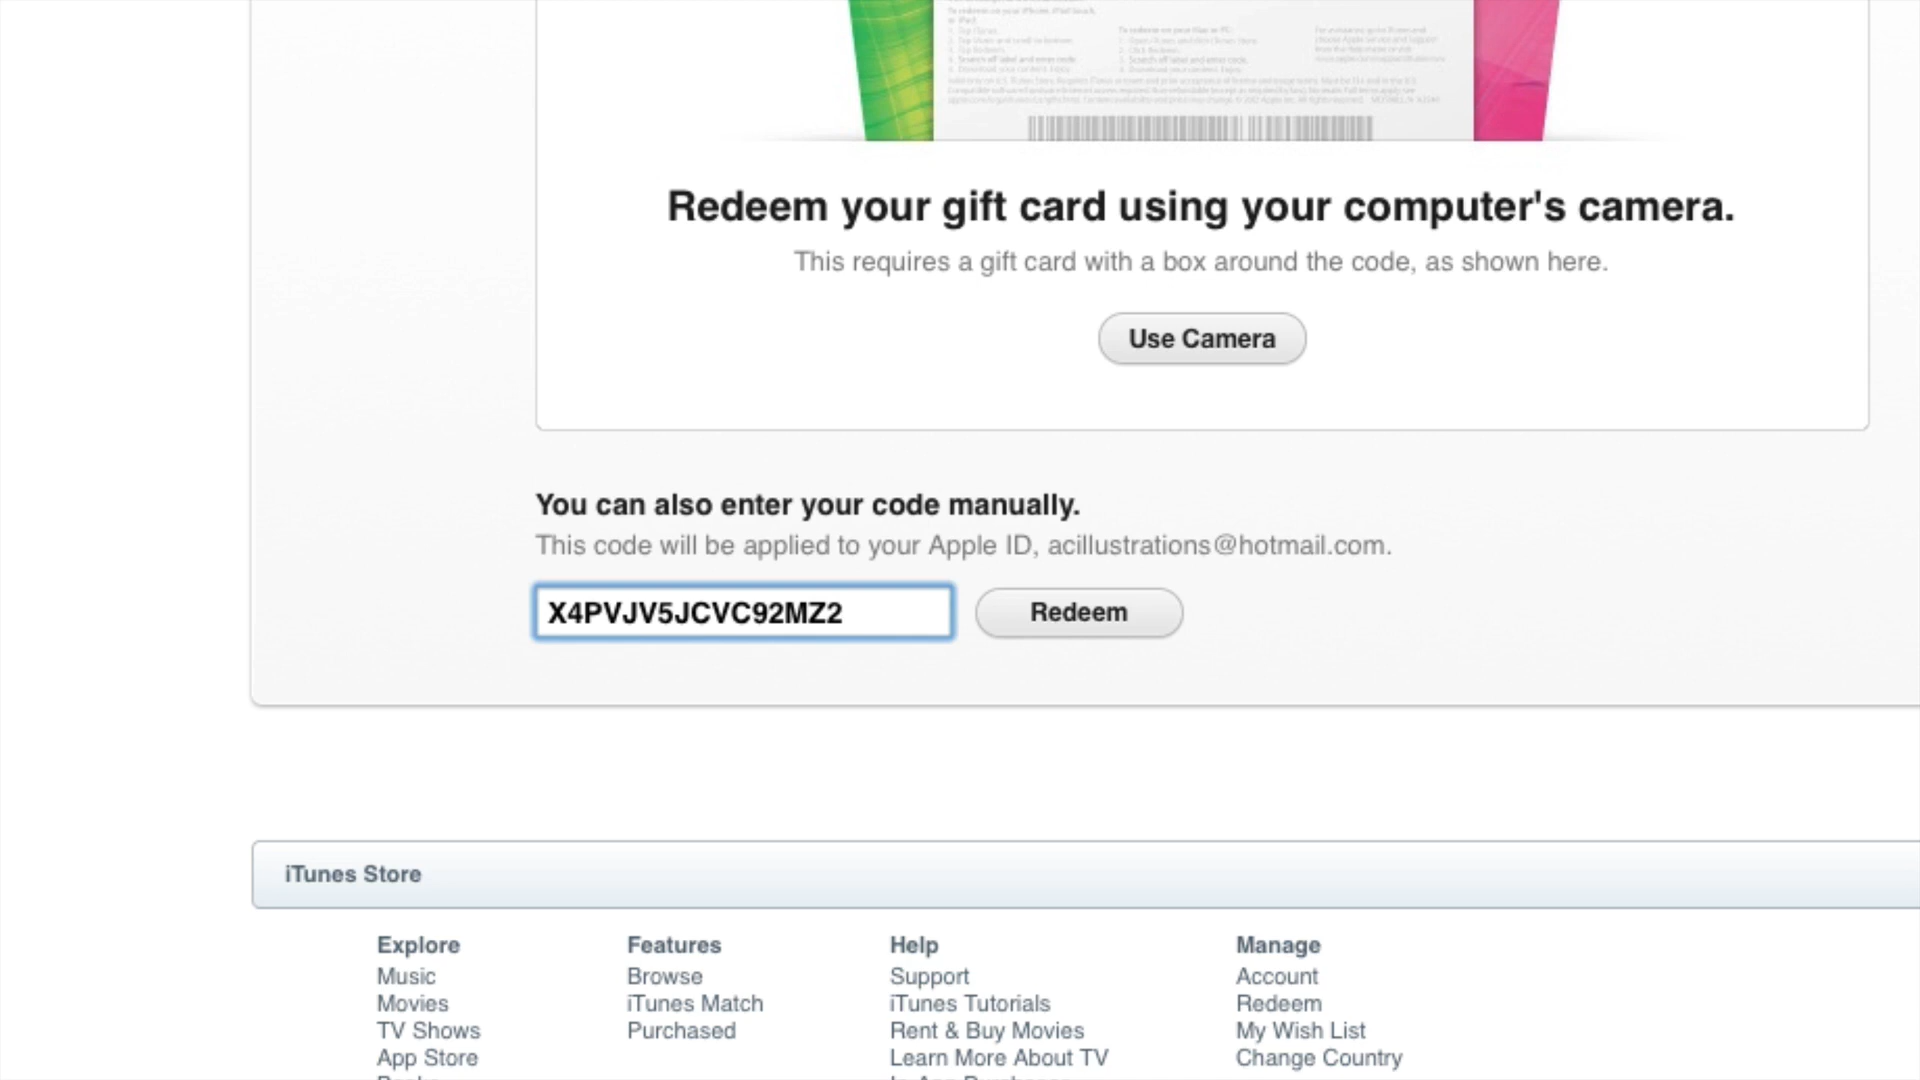 Redeem your gift card using your computer's camera.
This requires a gift card with a box around the code, as shown here.
Use Camera
You can also enter your code manually.
This code will be applied to your Apple ID, acillustrations@hotmail.com.
X4PVJV5JCVC92MZ2
Redeem
iTunes Store
Explore
Music
Movies
TV Shows
App Store
Features
Browse
iTunes Match
Purchased
Help
Support
iTunes Tutorials
Rent & Buy Movies
Learn More About TV
Manage
Account
Redeem
My Wish List
Change Country